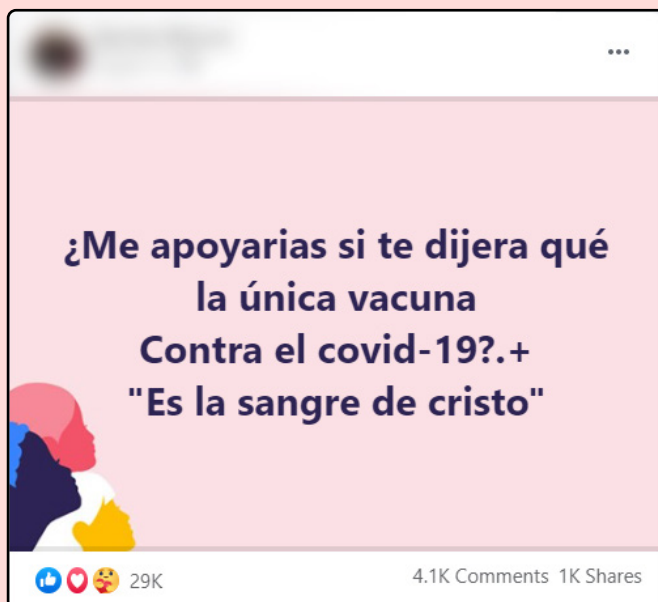 ¿Me apoyarias si te dijera qué
la única vacuna
Contra el covid-19?.+
"Es la sangre de cristo"
29K
4.1K Comments 1K Shares